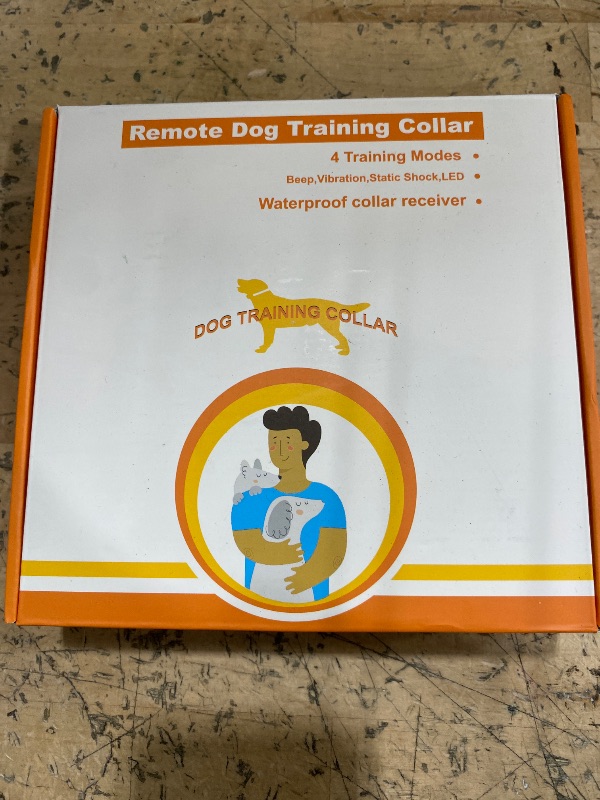 Remote Dog Training Collar
4 Training Modes •
Beep,Vibration,Static Shock,LED •
Waterproof collar receiver •
DOG TRAINING COLLAR